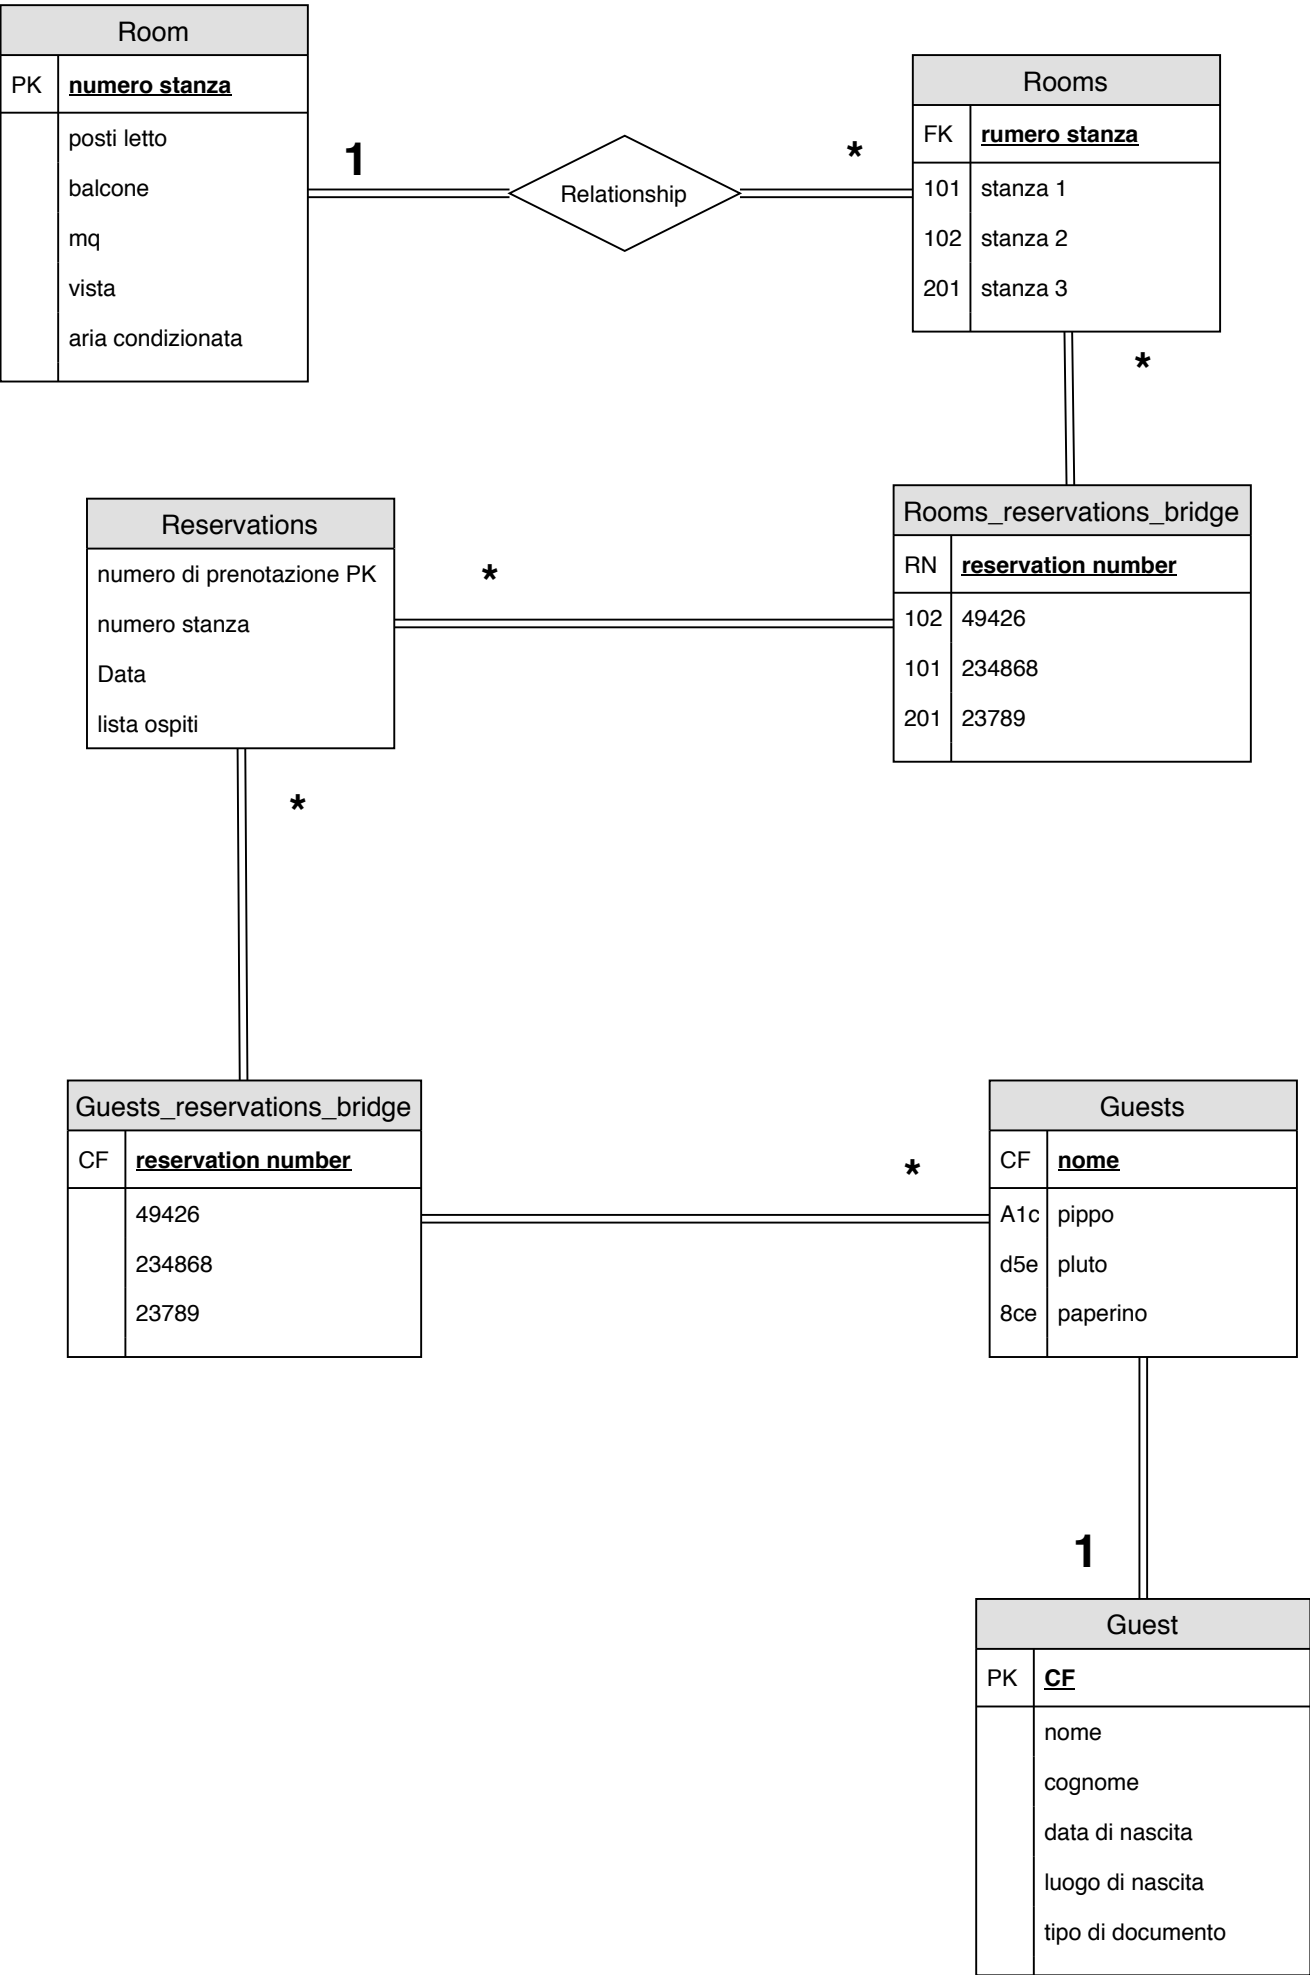 Room
PK numero stanza
posti letto
balcone
mq
vista
aria condizionata
1
Relationship
*
Rooms
FK rumero stanza
101 stanza 1
102 stanza 2
201 stanza 3
*
Reservations
numero di prenotazione PK
numero stanza
Data
lista ospiti
*
Rooms_reservations_bridge
RN reservation number
102 49426
101 234868
201 23789
*
Guests_reservations_bridge
CF reservation number
49426
234868
23789
*
Guests
CF nome
A1c pippo
d5e pluto
8ce paperino
1
Guest
PK CF
nome
cognome
data di nascita
luogo di nascita
tipo di documento